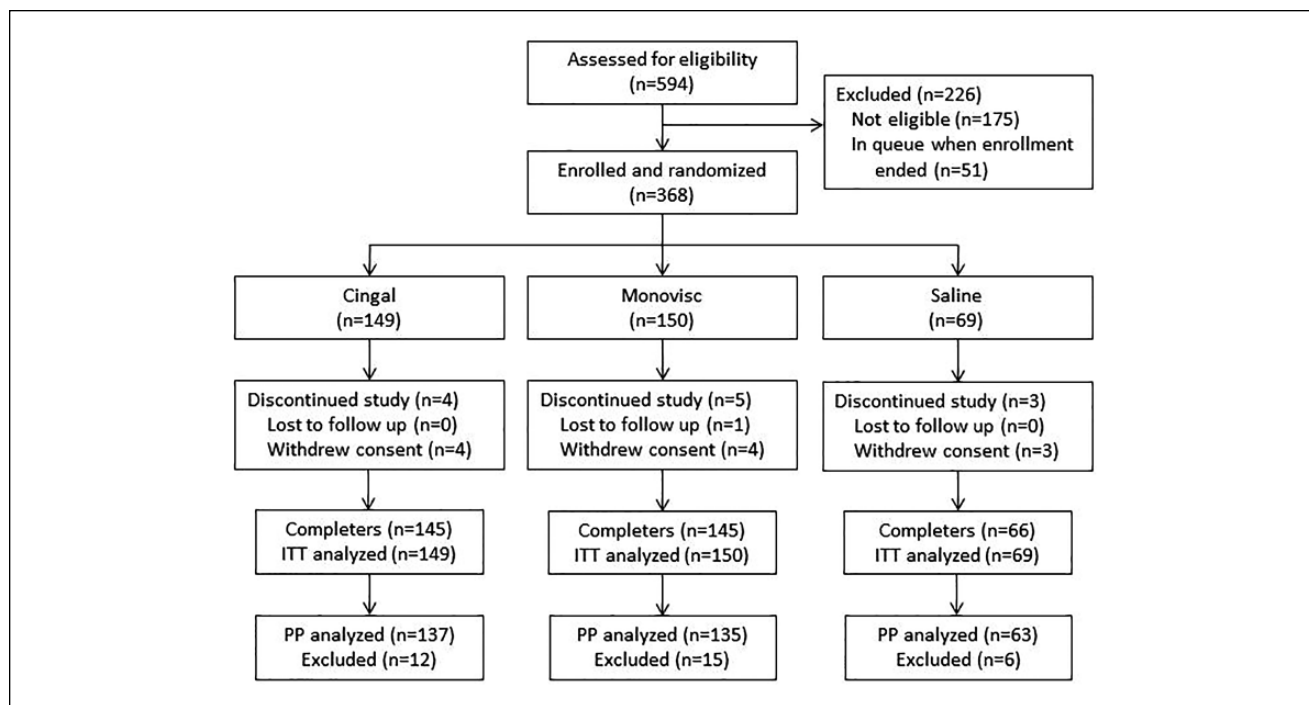 Assessed for eligibility
(n=594)
Excluded (n=226)
Not eligible (n=175)
In queue when enrollment
ended (n=51)
Enrolled and randomized
(n=368)
Cingal
(n=149)
Monovisc
(n=150)
Saline
(n=69)
Discontinued study (n=4)
Lost to follow up (n=0)
Withdrew consent (n=4)
Discontinued study (n=5)
Lost to follow up (n=1)
Withdrew consent (n=4)
Discontinued study (n=3)
Lost to follow up (n=0)
Withdrew consent (n=3)
Completers (n=145)
ITT analyzed (n=149)
Completers (n=145)
ITT analyzed (n=150)
Completers (n=66)
ITT analyzed (n=69)
PP analyzed (n=137)
Excluded (n=12)
PP analyzed (n=135)
Excluded (n=15)
PP analyzed (n=63)
Excluded (n=6)